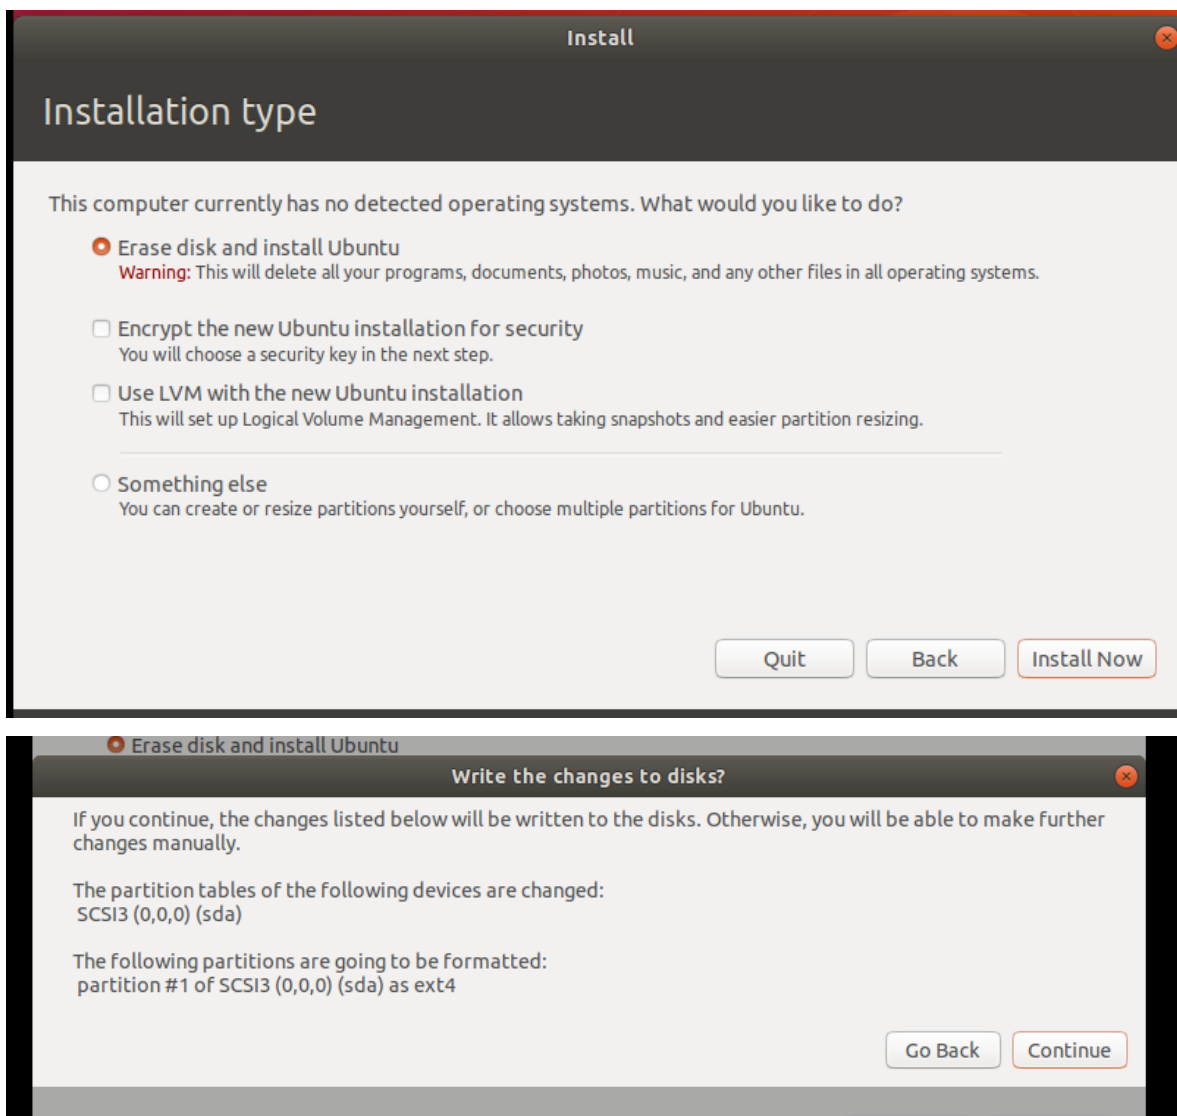 Install
Installation type
This computer currently has no detected operating systems. What would you like to do?
Erase disk and install Ubuntu
Warning: This will delete all your programs, documents, photos, music, and any other files in all operating systems.
Encrypt the new Ubuntu installation for security
You will choose a security key in the next step.
Use LVM with the new Ubuntu installation
This will set up Logical Volume Management. It allows taking snapshots and easier partition resizing.
Something else
You can create or resize partitions yourself, or choose multiple partitions for Ubuntu.
Quit Back Install Now
Erase disk and install Ubuntu
Write the changes to disks?
If you continue, the changes listed below will be written to the disks. Otherwise, you will be able to make further
changes manually.
The partition tables of the following devices are changed:
SCSI3 (0,0,0) (sda)
The following partitions are going to be formatted:
partition #1 of SCSI3 (0,0,0) (sda) as ext4
Go Back Continue